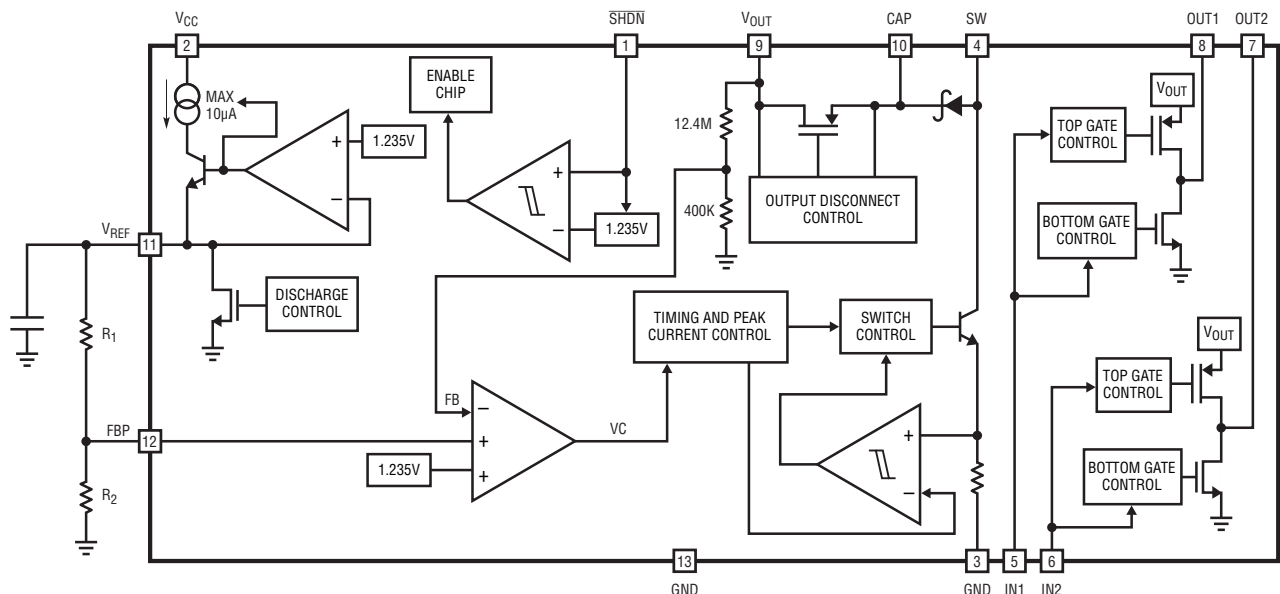 VCC
SHDN
VOUT
CAP
SW
OUT1
OUT2
2
1
9
10
4
8
7
MAX
10µA
ENABLE
CHIP
1.235V
12.4M
400K
1.235V
OUTPUT DISCONNECT
CONTROL
VOUT
TOP GATE
CONTROL
BOTTOM GATE
CONTROL
VREF
11
DISCHARGE
CONTROL
R1
TIMING AND PEAK
CURRENT CONTROL
SWITCH
CONTROL
VOUT
TOP GATE
CONTROL
BOTTOM GATE
CONTROL
FB
VC
FBP
12
1.235V
R2
13
3
5
6
GND
GND
IN1
IN2